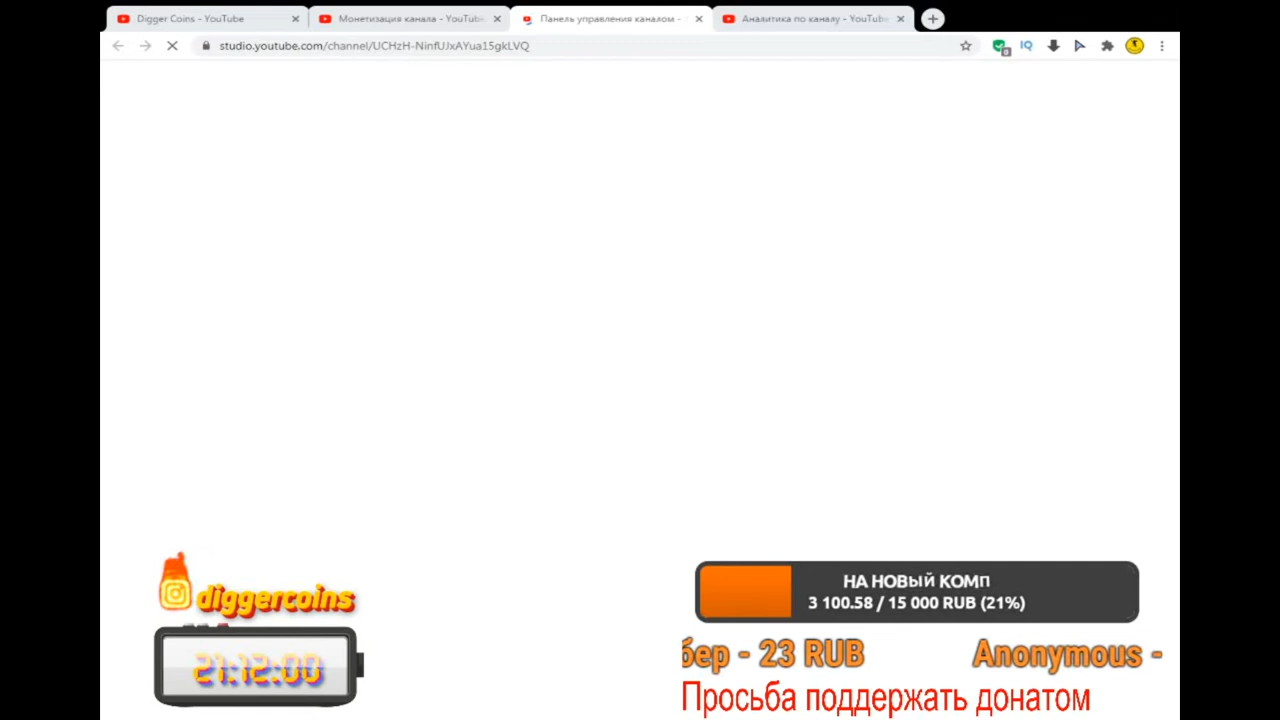 Digger Coins - YouTube
Монетизация канала - YouTube
Панель управления каналом -
Аналитика по каналу - YouTube
studio.youtube.com/channel/UCHzH-NinfUJxAYua15gkLVQ
IQ
diggercoins
21:12:00
НА НОВЫЙ КОМП
3 100.58 / 15 000 RUB (21%)
бер - 23 RUB
Anonymous -
Просьба поддержать донатом